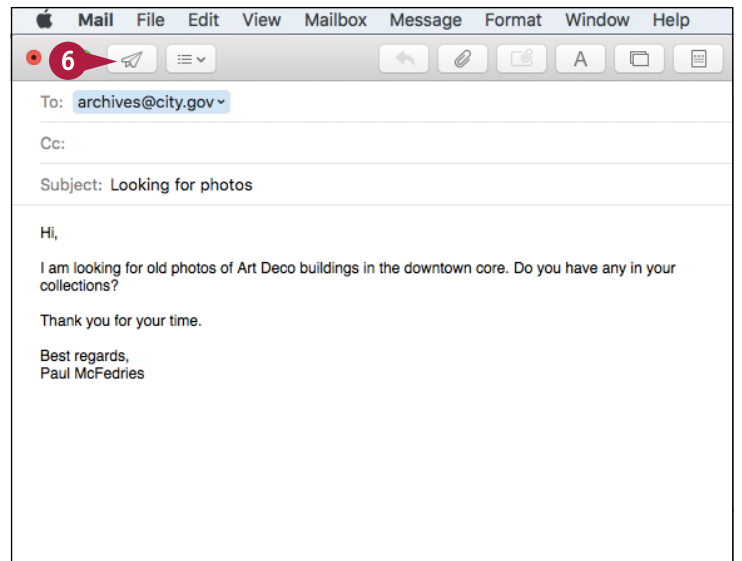 Mail File Edit View Mailbox Message Format Window Help
6
A
To: archives@city.gov
Cc:
Subject: Looking for photos
Hi,
I am looking for old photos of Art Deco buildings in the downtown core. Do you have any in your
collections?
Thank you for your time.
Best regards,
Paul McFedries